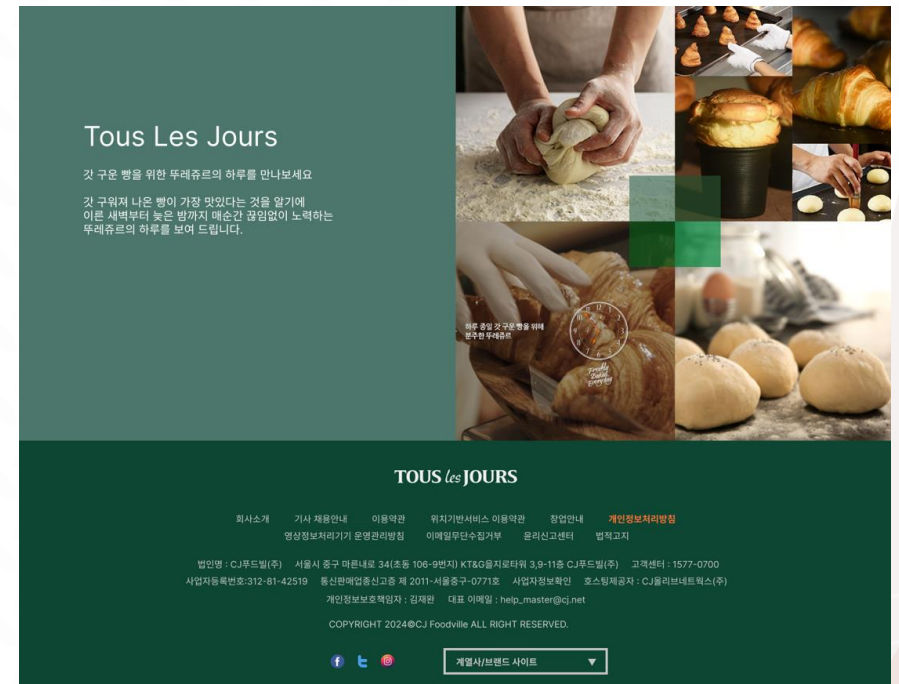 Tous Les Jours
갓 구운 빵을 위한 뚜레쥬르의 하루를 만나보세요
갓 구워져 나온 빵이 가장 맛있다는 것을 알기에
이른 새벽부터 늦은 밤까지 매순간 끊임없이 노력하는
뚜레쥬르의 하루를 보여 드립니다.
하루 종일 갓 구운 빵을 위해
분주한 뚜레쥬르
Freshly
Baked
Everyday
TOUS les JOURS
회사소개 기사 채용안내 이용약관 위치기반서비스 이용약관 창업안내 개인정보처리방침
영상정보처리기기 운영관리방침 이메일무단수집거부 윤리신고센터 법적고지
법인명 : CJ푸드빌(주) 서울시 중구 마른내로 34(초동 106-9번지) KT&G을지로타워 3,9-11층 CJ푸드빌(주) 고객센터 : 1577-0700
사업자등록번호:312-81-42519 통신판매업종신고증 제 2011-서울중구-0771호 사업자정보확인 호스팅제공자 : CJ올리브네트웍스(주)
개인정보보호책임자 : 김재완 대표 이메일 : help_master@cj.net
COPYRIGHT 2024©CJ Foodville ALL RIGHT RESERVED.
계열사/브랜드 사이트 ▼